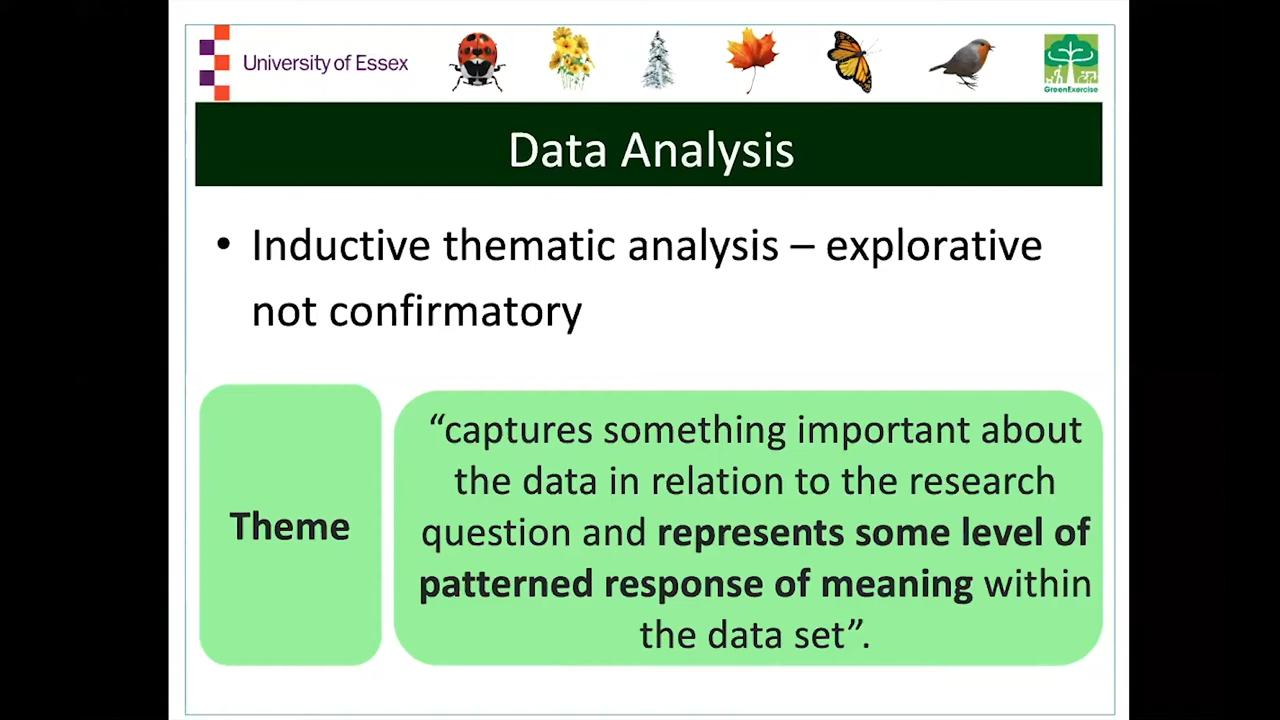 University of Essex
GreenExercise
Data Analysis
• Inductive thematic analysis – explorative
not confirmatory
Theme
“captures something important about
the data in relation to the research
question and represents some level of
patterned response of meaning within
the data set”.